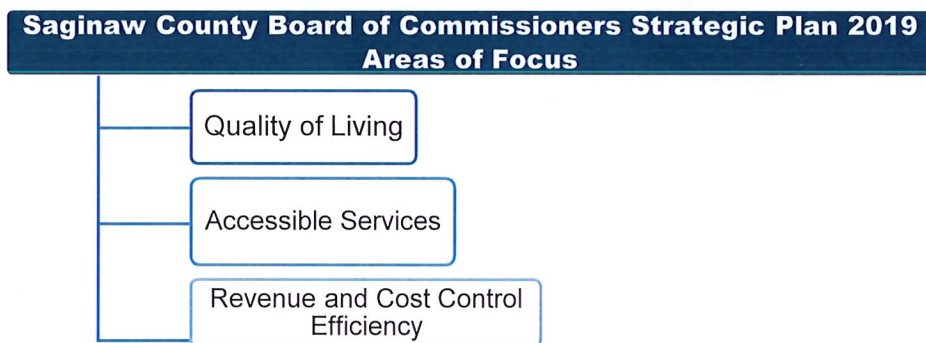 Saginaw County Board of Commissioners Strategic Plan 2019
Areas of Focus
Quality of Living
Accessible Services
Revenue and Cost Control
Efficiency